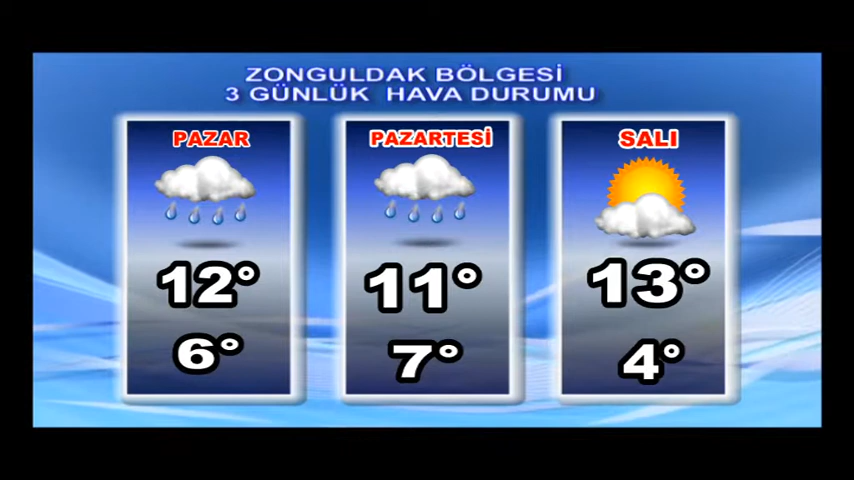 ZONGULDAK BÖLGESİ
3 GÜNLÜK HAVA DURUMU
PAZAR
12°
6°
PAZARTESİ
11°
7°
SALI
13°
4°